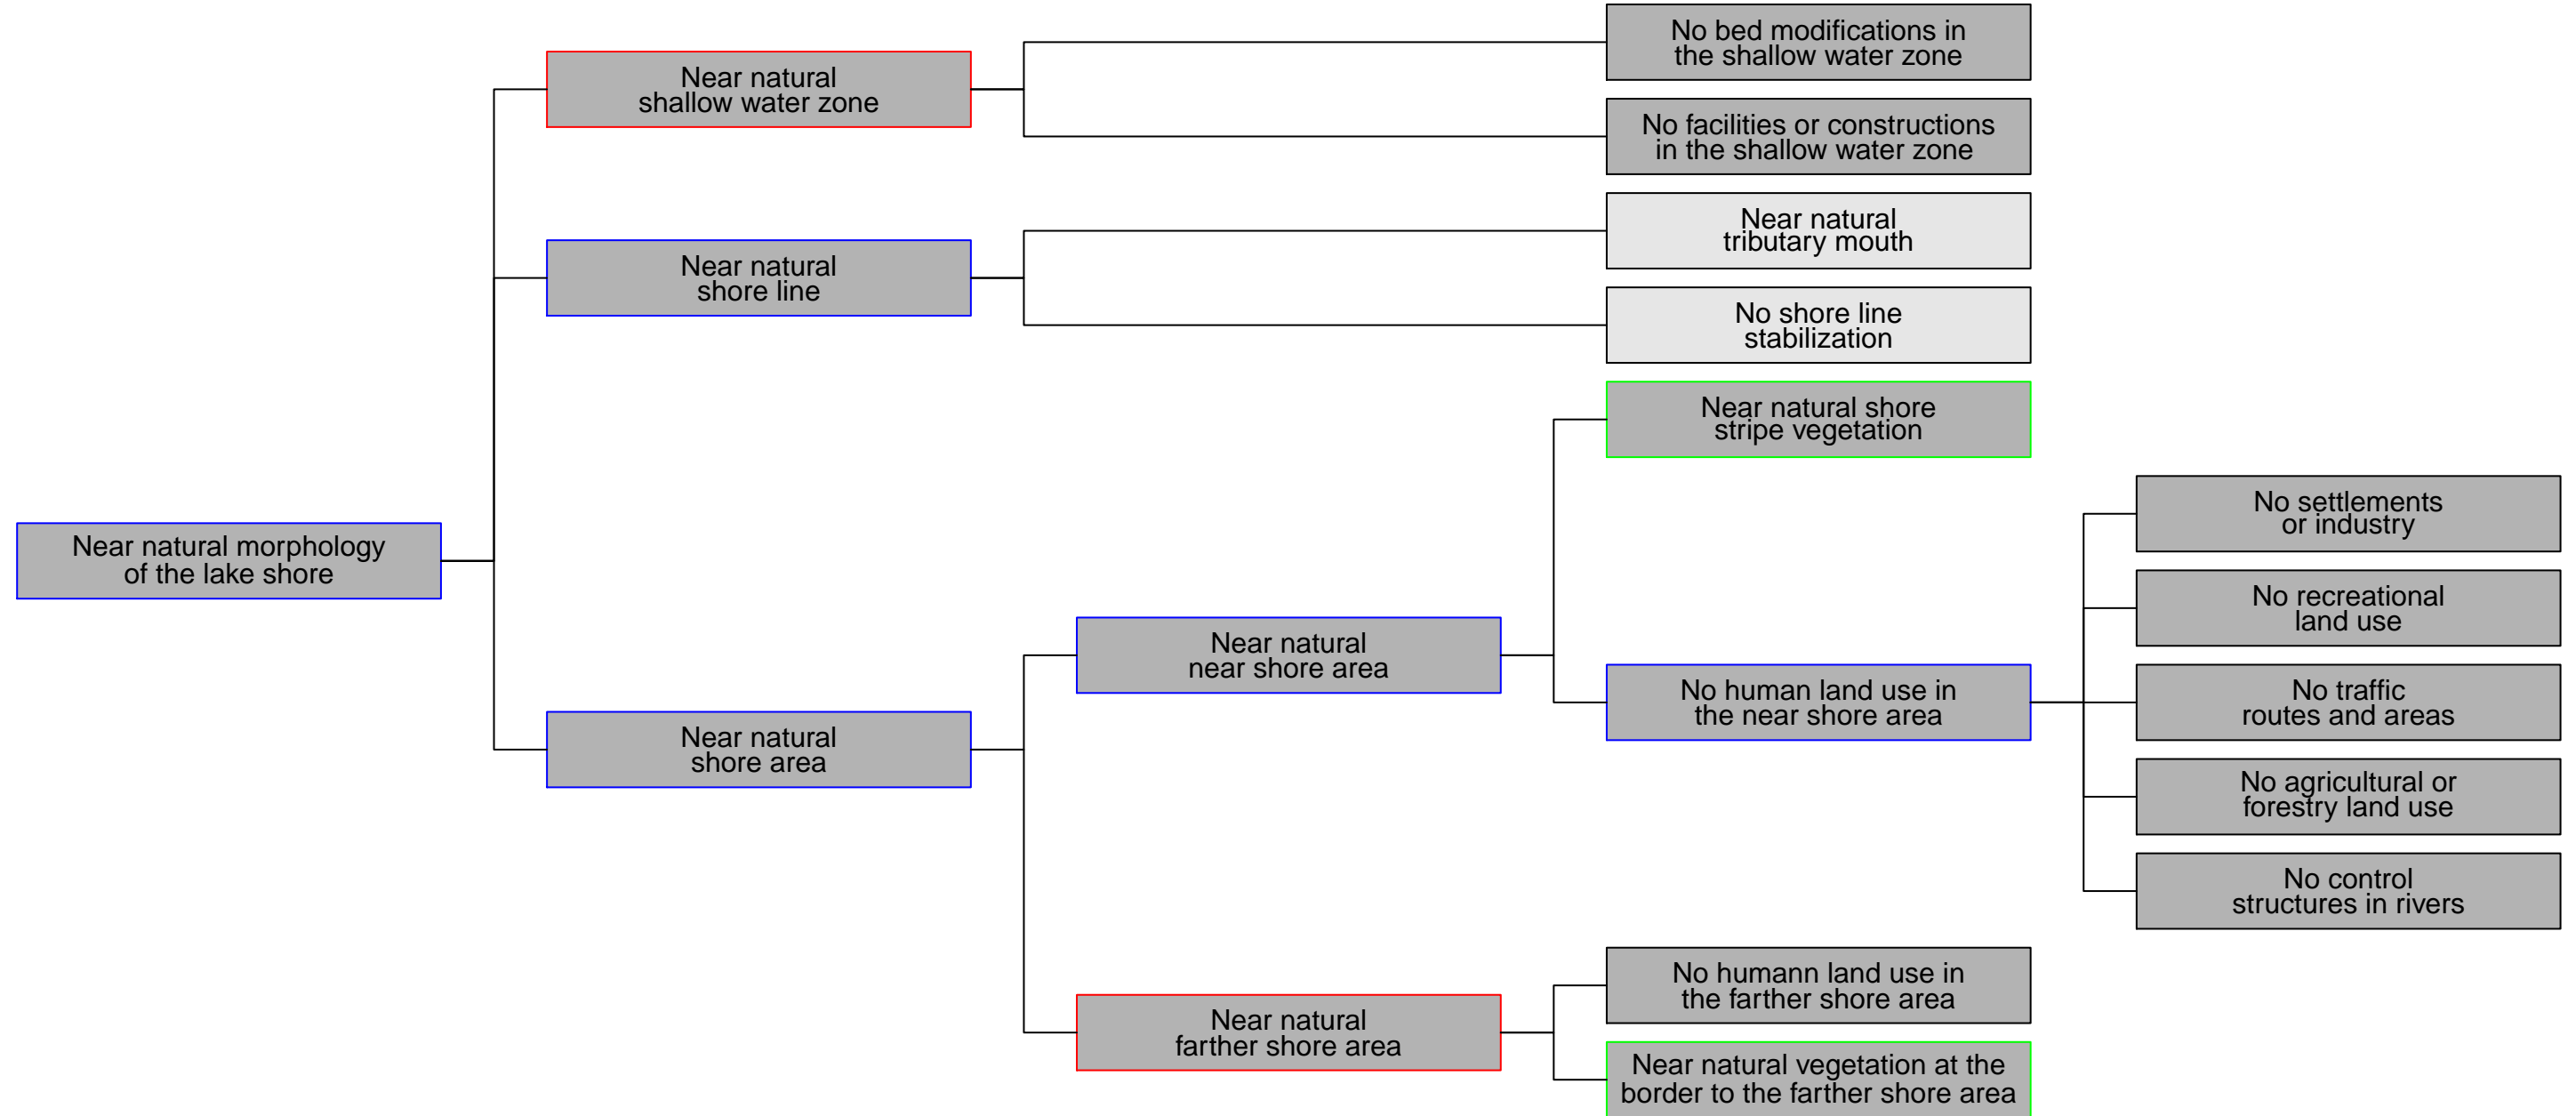 No bed modifications in
the shallow water zone
Near natural
shallow water zone
No facilities or constructions
in the shallow water zone
Near natural
tributary mouth
Near natural
shore line
No shore line
stabilization
Near natural shore
stripe vegetation
No settlements
or industry
Near natural morphology
of the lake shore
No recreational
land use
Near natural
near shore area
No human land use in
the near shore area
No traffic
routes and areas
Near natural
shore area
No agricultural or
forestry land use
No control
structures in rivers
No humann land use in
the farther shore area
Near natural
farther shore area
Near natural vegetation at the
border to the farther shore area